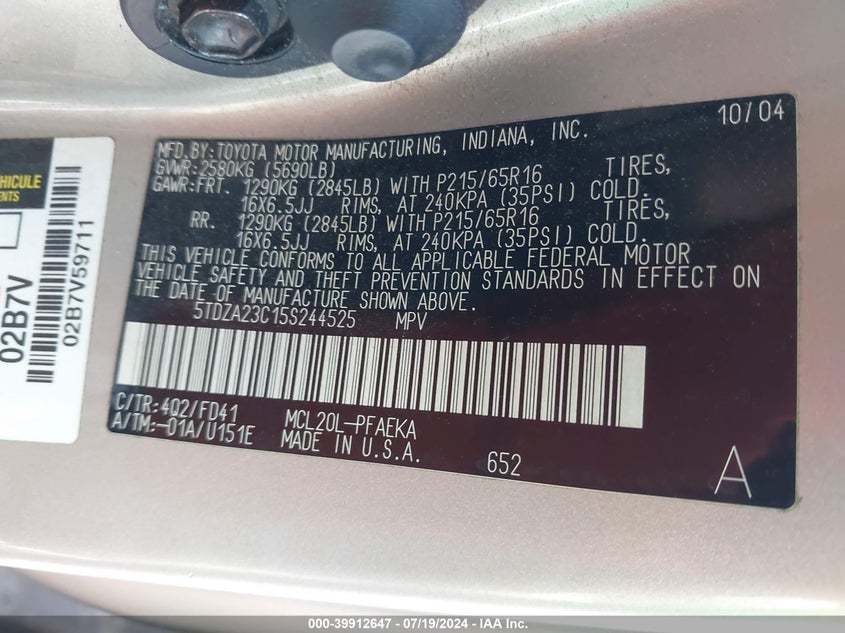 10/04
MFD.BY:TOYOTA MOTOR MANUFACTURING, INDIANA, INC.
GVWR:2580KG (5690LB)
GAWR:FRT. 1290KG (2845LB) WITH P215/65R16 TIRES,
16X6.5JJ RIMS, AT 240KPA (35PSI) COLD.
RR. 1290KG (2845LB) WITH P215/65R16 TIRES,
16X6.5JJ RIMS, AT 240KPA (35PSI) COLD.
THIS VEHICLE CONFORMS TO ALL APPLICABLE FEDERAL MOTOR
VEHICLE SAFETY AND THEFT PREVENTION STANDARDS IN EFFECT ON
THE DATE OF MANUFACTURE SHOWN ABOVE.
5TDZA23C15S244525 MPV
C/TR:4Q2/FD41 MCL20L-PFAEKA
A/TM:-01A/U151E MADE IN U.S.A.
652
A
HICULE
ENTS
02B7V
02B7V59711
000-39912647 - 07/19/2024 - IAA Inc.